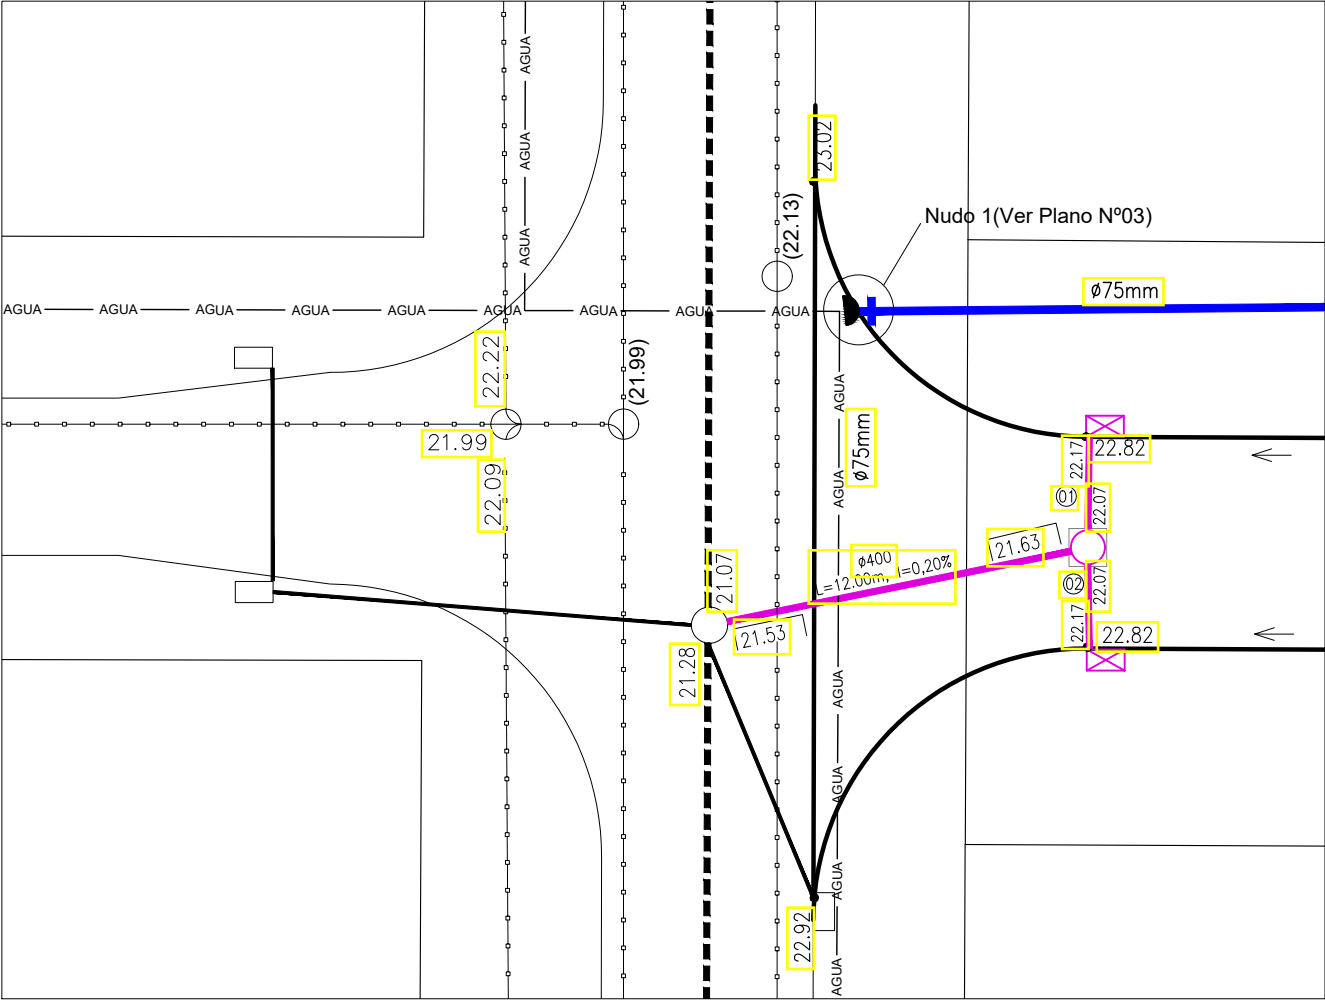 AGUA
AGUA
AGUA
23.02
(22.13)
Nudo 1(Ver Plano Nº03)
ø75mm
AGUA
AGUA
AGUA
AGUA
AGUA
AGUA
AGUA
AGUA
AGUA
22.22
(21.99)
AGUA
ø75mm
21.99
22.09
AGUA
22.17
22.82
01
22.07
21.63
ø400
L=12.00m, i=0,20%
21.07
02
22.07
22.17
22.82
21.53
21.28
AGUA
AGUA
AGUA
22.92
AGUA